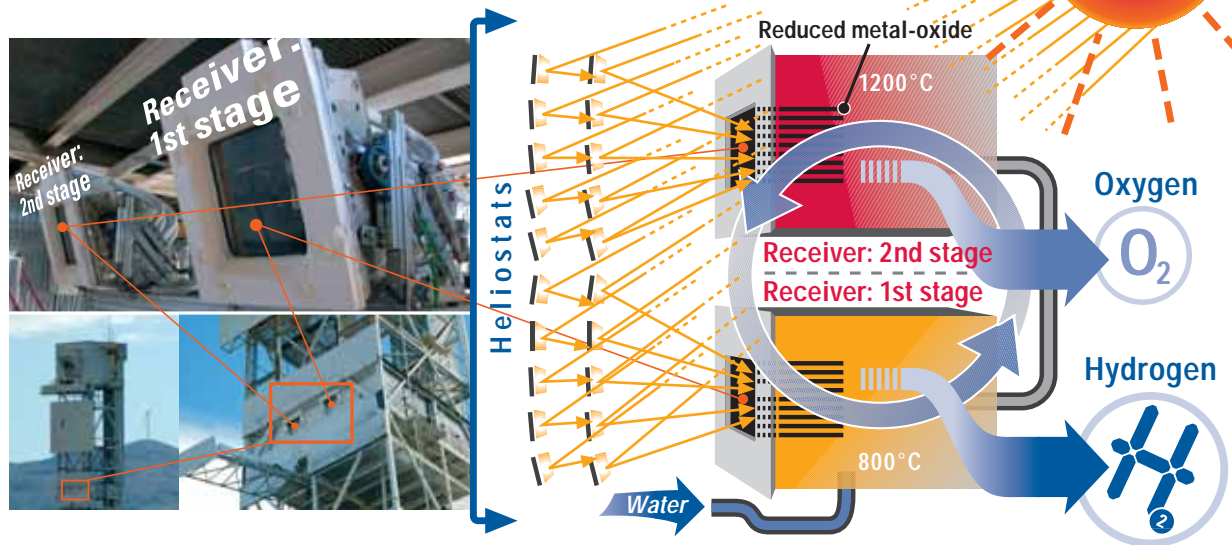 Receiver:
1st stage
Receiver:
2nd stage
Heliostats
Reduced metal-oxide
1200°C
Oxygen
O2
Receiver: 2nd stage
Receiver: 1st stage
Hydrogen
H2
800°C
Water